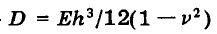 D = Eh³/12(1 − ν²)